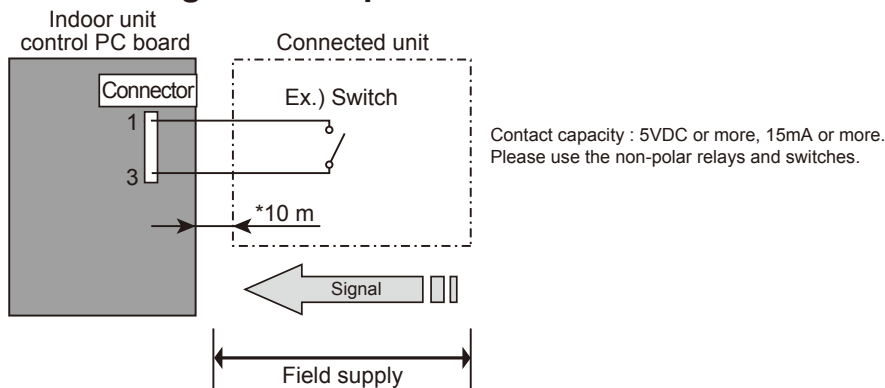 Indoor unit
control PC board
Connected unit
Connector
Ex.) Switch
1
3
Contact capacity : 5VDC or more, 15mA or more.
Please use the non-polar relays and switches.
*10 m
Signal
Field supply